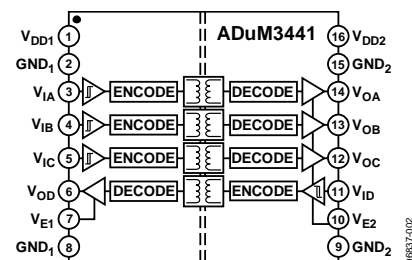 ADuM3441
VDD1 1
16 VDD2
GND1 2
15 GND2
VIA 3 ENCODE DECODE 14 VOA
VIB 4 ENCODE DECODE 13 VOB
VIC 5 ENCODE DECODE 12 VOC
VOD 6 DECODE ENCODE 11 VID
VE1 7
10 VE2
GND1 8
9 GND2
06837-002